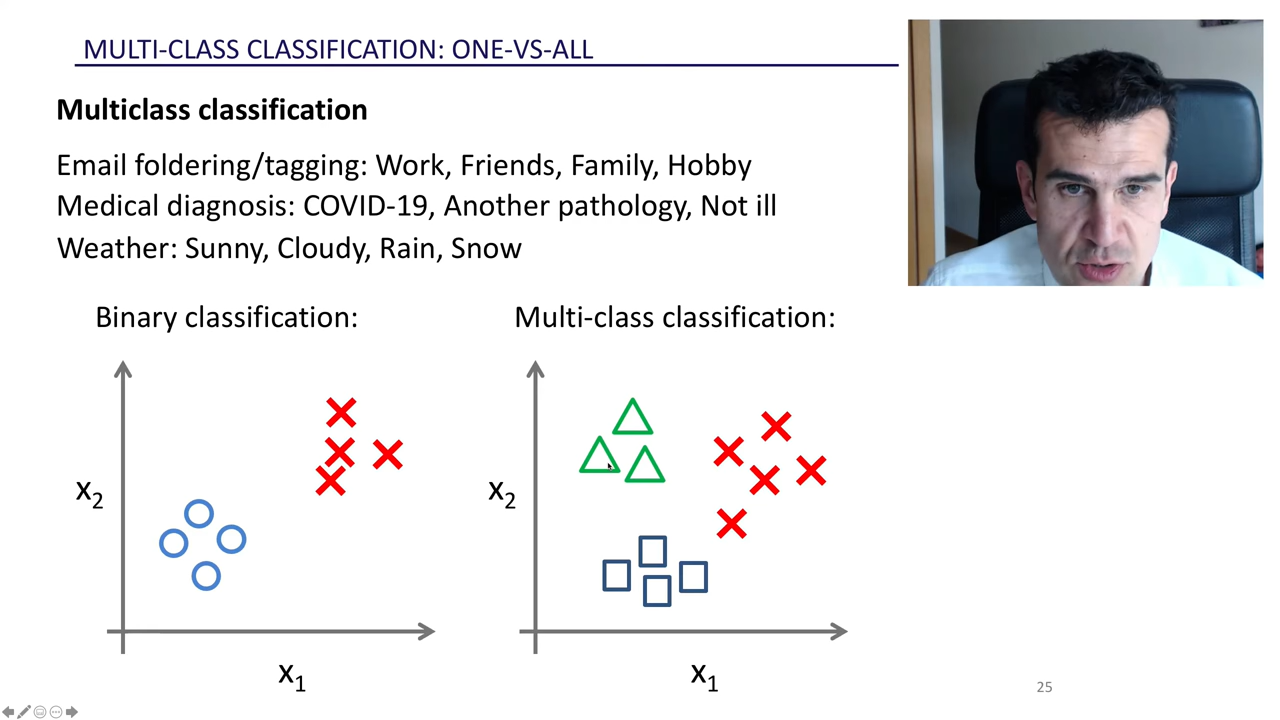 MULTI-CLASS CLASSIFICATION: ONE-VS-ALL
Multiclass classification
Email foldering/tagging: Work, Friends, Family, Hobby
Medical diagnosis: COVID-19, Another pathology, Not ill
Weather: Sunny, Cloudy, Rain, Snow
Binary classification:
Multi-class classification:
x2
x1
x2
x1
25